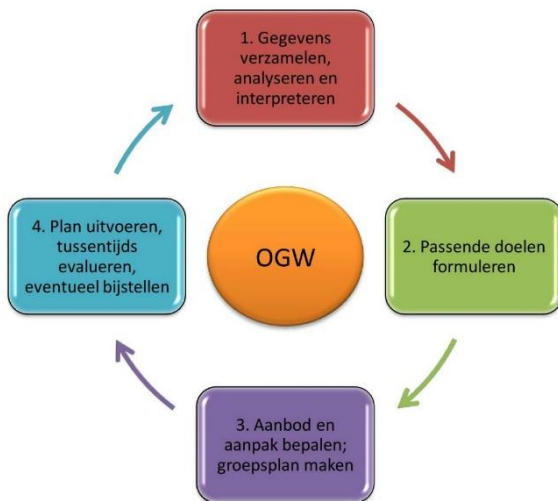 1. Gegevens
verzamelen,
analyseren en
interpreteren
2. Passende doelen
formuleren
3. Aanbod en
aanpak bepalen;
groepsplan maken
4. Plan uitvoeren,
tussentijds
evalueren,
eventueel bijstellen
OGW